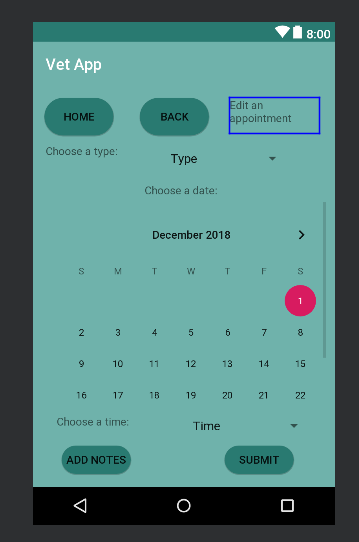 8:00
Vet App
HOME BACK Edit an
appointment
Choose a type: Type
Choose a date:
December 2018
S M T W T F S
1
2 3 4 5 6 7 8
9 10 11 12 13 14 15
16 17 18 19 20 21 22
Choose a time: Time
ADD NOTES SUBMIT